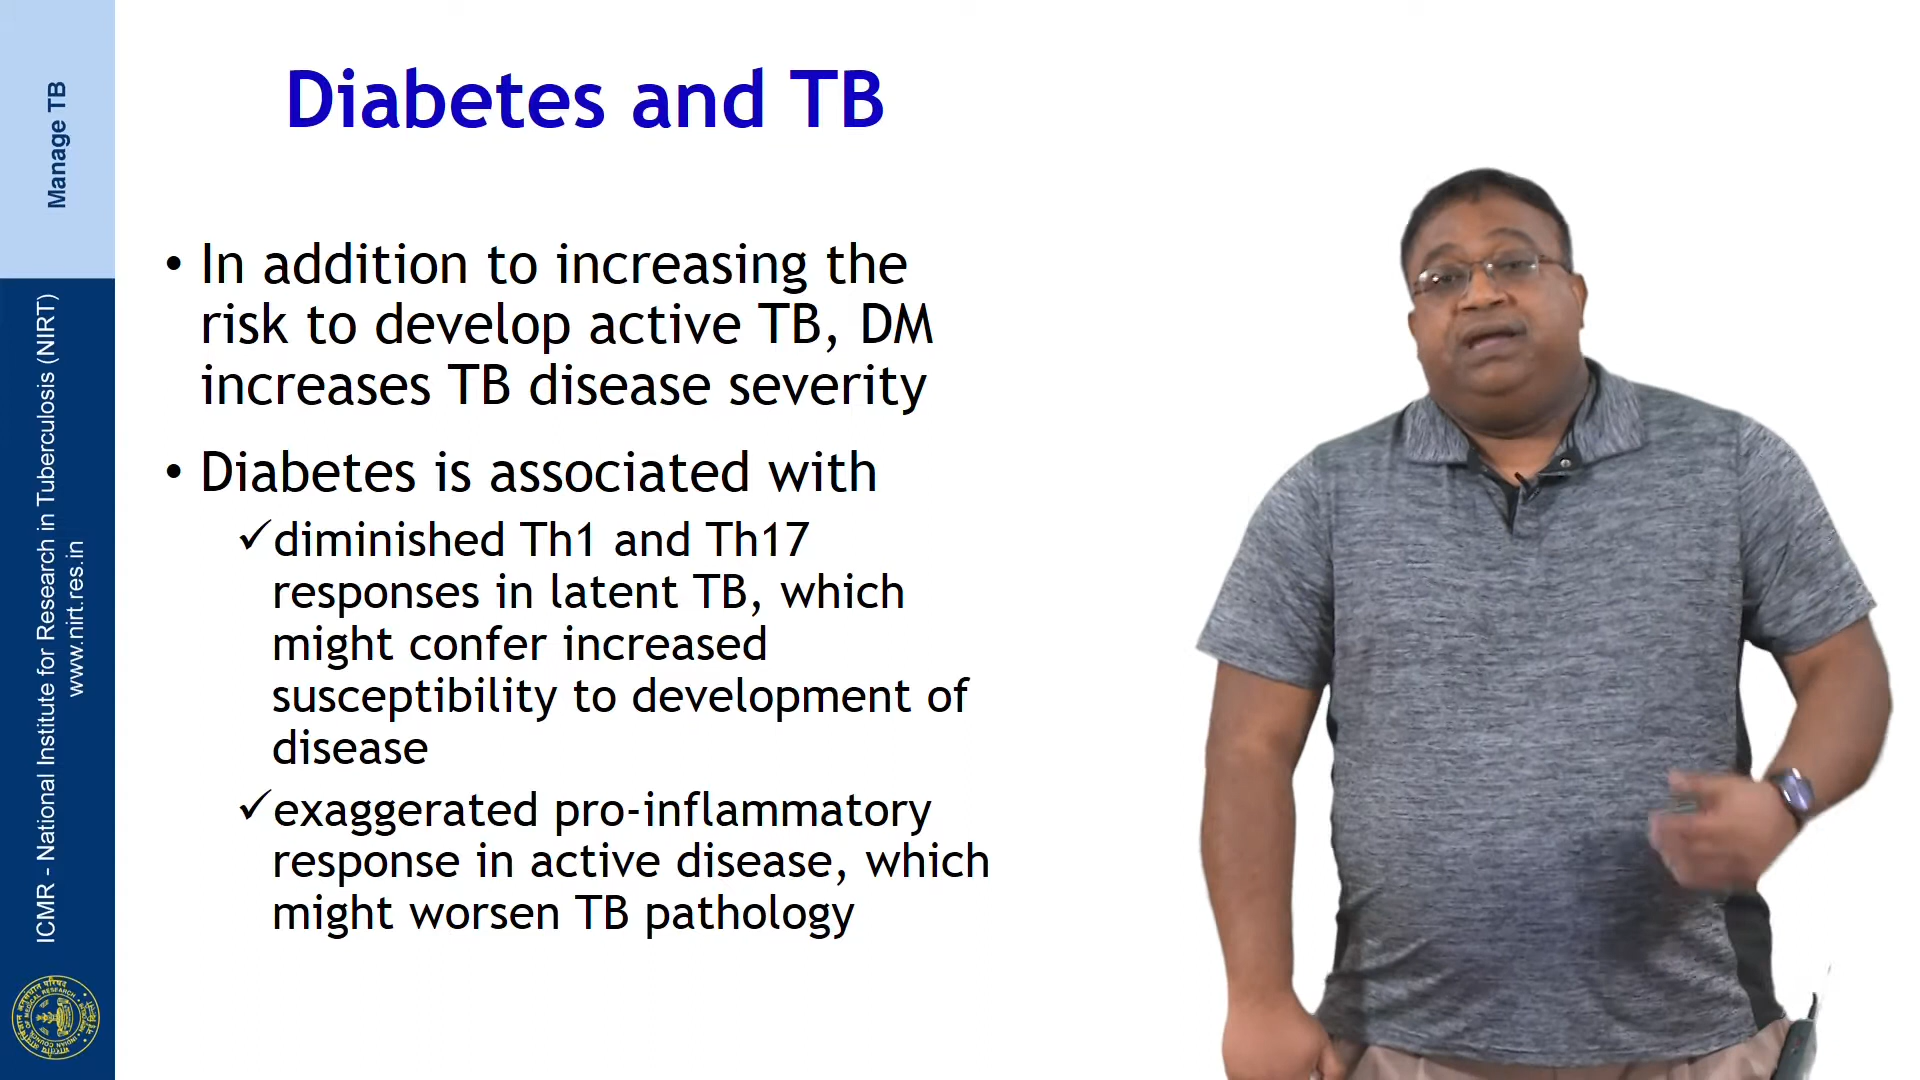 Manage TB
ICMR - National Institute for Research in Tuberculosis (NIRT)
www.nirt.res.in
Diabetes and TB
• In addition to increasing the
risk to develop active TB, DM
increases TB disease severity
• Diabetes is associated with
✓diminished Th1 and Th17
responses in latent TB, which
might confer increased
susceptibility to development of
disease
✓exaggerated pro-inflammatory
response in active disease, which
might worsen TB pathology